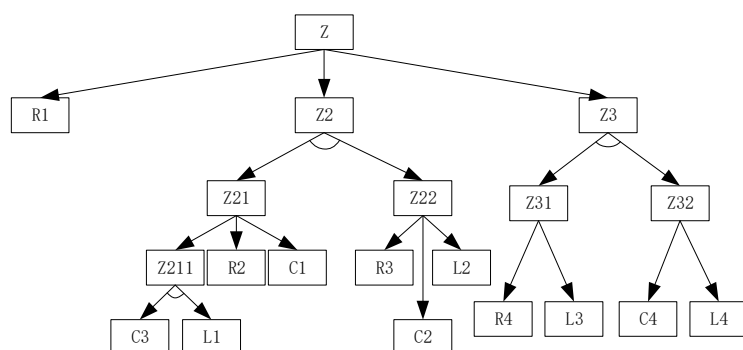 Z
R1 Z2 Z3
Z21 Z22 Z31 Z32
Z211 R2 C1 R3 L2
R4 L3 C4 L4
C3 L1 C2